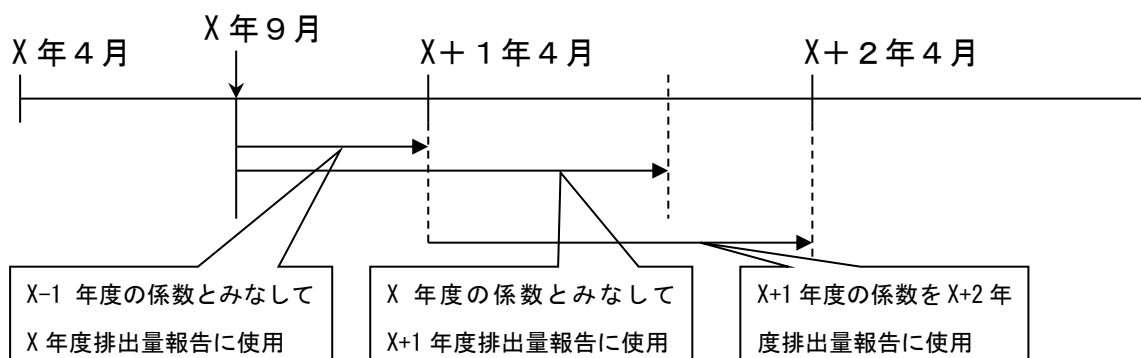 X年4月
X年９月
X＋１年4月
X＋２年4月
X-1 年度の係数とみなして
X 年度排出量報告に使用
X 年度の係数とみなして
X+1 年度排出量報告に使用
X+1 年度の係数を X+2 年
度排出量報告に使用